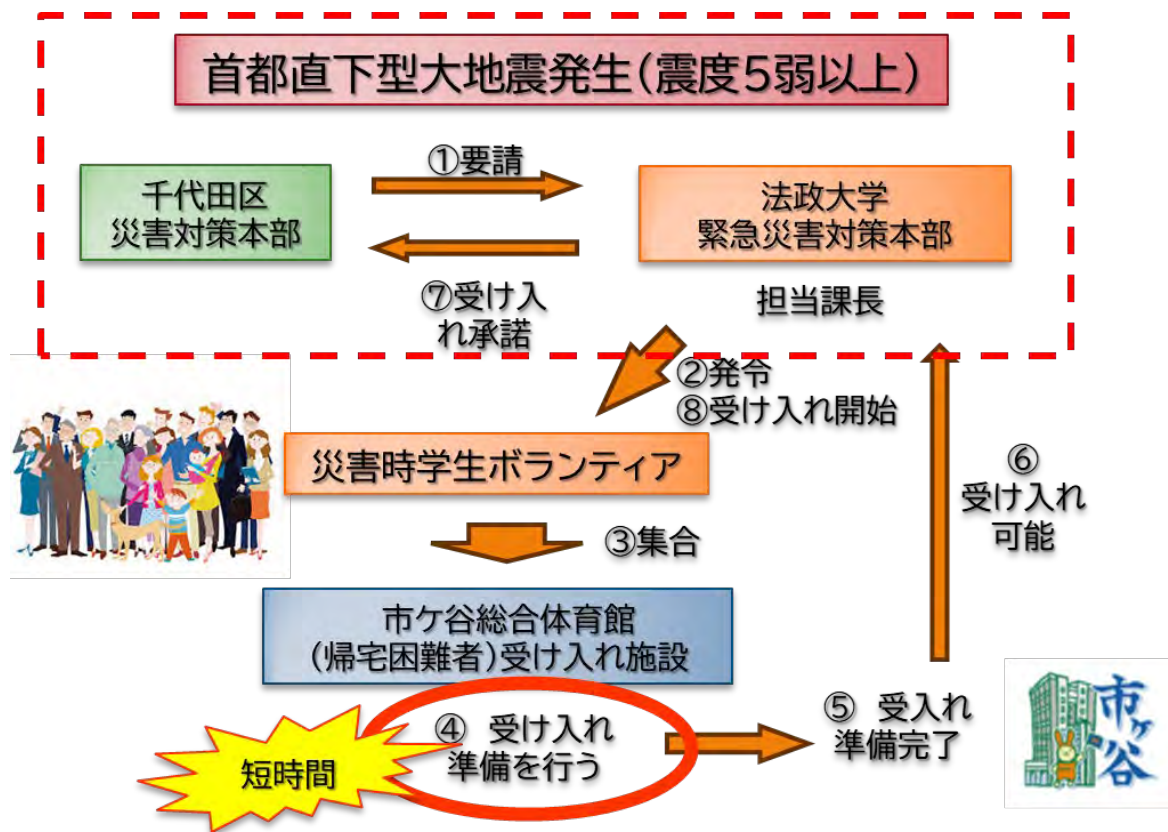 首都直下型大地震発生(震度5弱以上)
①要請
千代田区
災害対策本部
法政大学
緊急災害対策本部
⑦受け入
れ承諾
担当課長
②発令
⑧受け入れ開始
災害時学生ボランティア
⑥
受け入れ
可能
③集合
市ケ谷総合体育館
(帰宅困難者)受け入れ施設
④ 受け入れ
準備を行う
短時間
⑤ 受入れ
準備完了
市ヶ谷